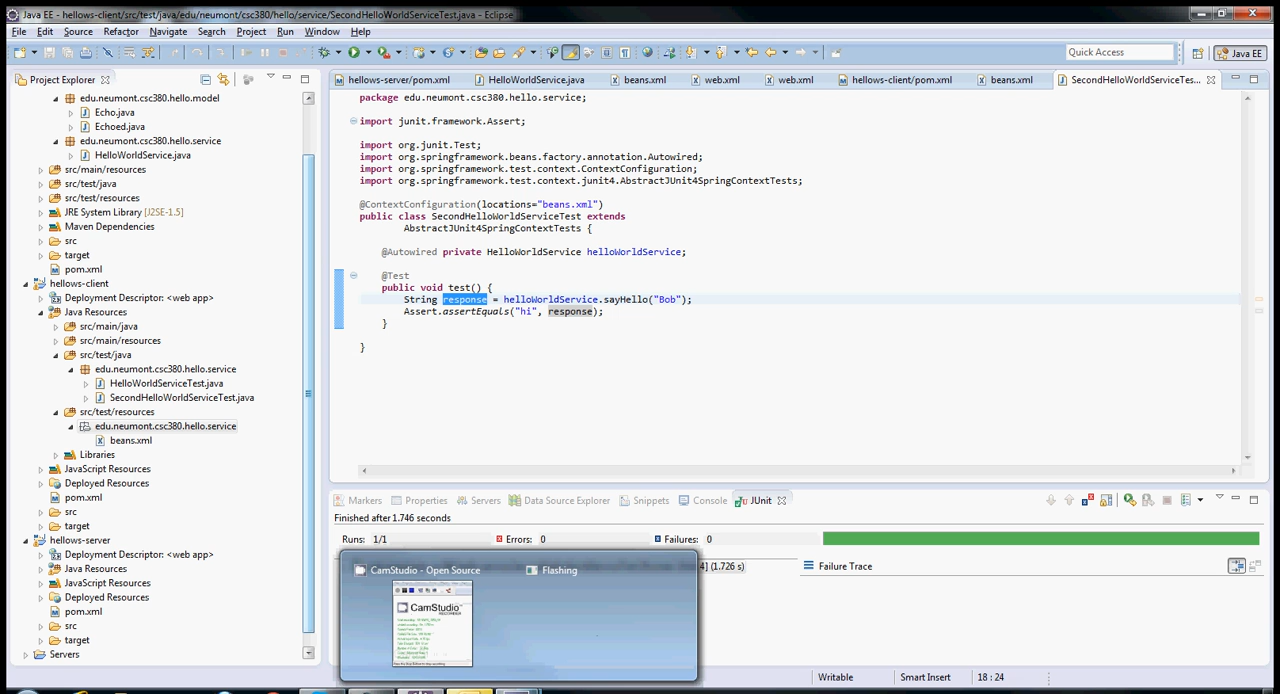 Java EE - hellows-client/src/test/java/edu/neumont/csc380/hello/service/SecondHelloWorldServiceTest.java - Eclipse
File Edit Source Refactor Navigate Search Project Run Window Help
Quick Access
Java EE
Project Explorer
edu.neumont.csc380.hello.model
Echo.java
Echoed.java
edu.neumont.csc380.hello.service
HelloWorldService.java
src/main/resources
src/test/java
src/test/resources
JRE System Library [J2SE-1.5]
Maven Dependencies
src
target
pom.xml
hellows-client
Deployment Descriptor: <web app>
Java Resources
src/main/java
src/main/resources
src/test/java
edu.neumont.csc380.hello.service
HelloWorldServiceTest.java
SecondHelloWorldServiceTest.java
src/test/resources
edu.neumont.csc380.hello.service
beans.xml
Libraries
JavaScript Resources
Deployed Resources
pom.xml
src
target
hellows-server
Deployment Descriptor: <web app>
Java Resources
JavaScript Resources
Deployed Resources
pom.xml
src
target
Servers
hellows-server/pom.xml HelloWorldService.java beans.xml web.xml web.xml hellows-client/pom.xml beans.xml SecondHelloWorldServiceTes...
package edu.neumont.csc380.hello.service;
import junit.framework.Assert;
import org.junit.Test;
import org.springframework.beans.factory.annotation.Autowired;
import org.springframework.test.context.ContextConfiguration;
import org.springframework.test.context.junit4.AbstractJUnit4SpringContextTests;
@ContextConfiguration(locations="beans.xml")
public class SecondHelloWorldServiceTest extends
AbstractJUnit4SpringContextTests {
@Autowired private HelloWorldService helloWorldService;
@Test
public void test() {
String response = helloWorldService.sayHello("Bob");
Assert.assertEquals("hi", response);
}
}
Markers Properties Servers Data Source Explorer Snippets Console JUnit
Finished after 1.746 seconds
Runs: 1/1 Errors: 0 Failures: 0
4] (1.726 s)
Failure Trace
CamStudio - Open Source Flashing
CamStudio
Writable Smart Insert 18 : 24